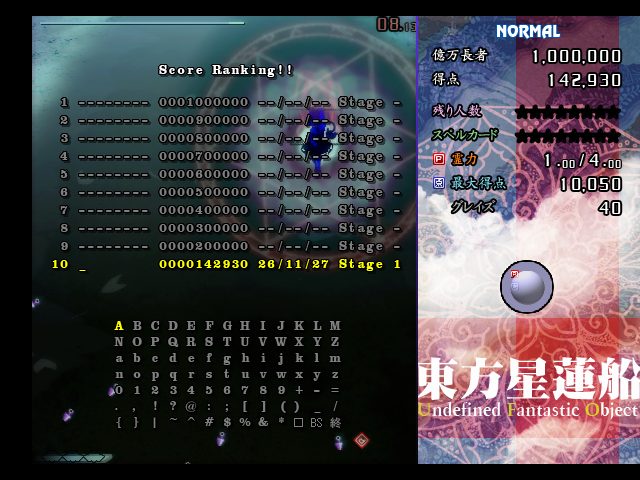 08.13
NORMAL
Score Ranking!!
億万長者 1,000,000
得点 142,930
残り人数
スペルカード
P 霊力 1.00/4.00
点 最大得点 10,050
グレイズ 40
1 -------- 0001000000 --/--/-- Stage -
2 -------- 0000900000 --/--/-- Stage -
3 -------- 0000800000 --/--/-- Stage -
4 -------- 0000700000 --/--/-- Stage -
5 -------- 0000600000 --/--/-- Stage -
6 -------- 0000500000 --/--/-- Stage -
7 -------- 0000400000 --/--/-- Stage -
8 -------- 0000300000 --/--/-- Stage -
9 -------- 0000200000 --/--/-- Stage -
10 _ 0000142930 26/11/27 Stage 1
A B C D E F G H I J K L M
N O P Q R S T U V W X Y Z
a b c d e f g h i j k l m
n o p q r s t u v w x y z
0 1 2 3 4 5 6 7 8 9 + - =
. , ! ? @ : ; [ ] ( ) _ /
{ } | ~ ^ # $ % & * □ BS 終
東方星蓮船
Undefined Fantastic Object